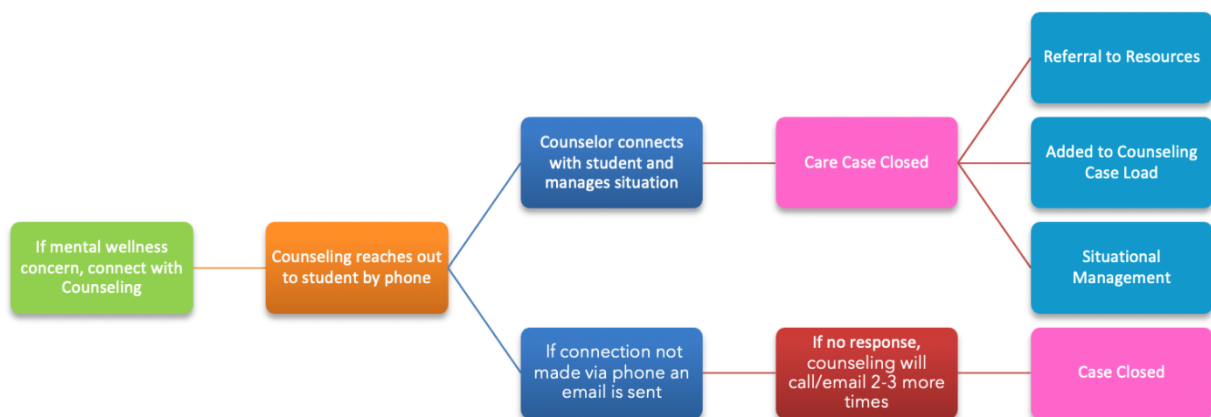 If mental wellness
concern, connect with
Counseling
Counseling reaches out
to student by phone
Counselor connects
with student and
manages situation
Care Case Closed
Referral to Resources
Added to Counseling
Case Load
Situational
Management
If connection not
made via phone an
email is sent
If no response,
counseling will
call/email 2-3 more
times
Case Closed